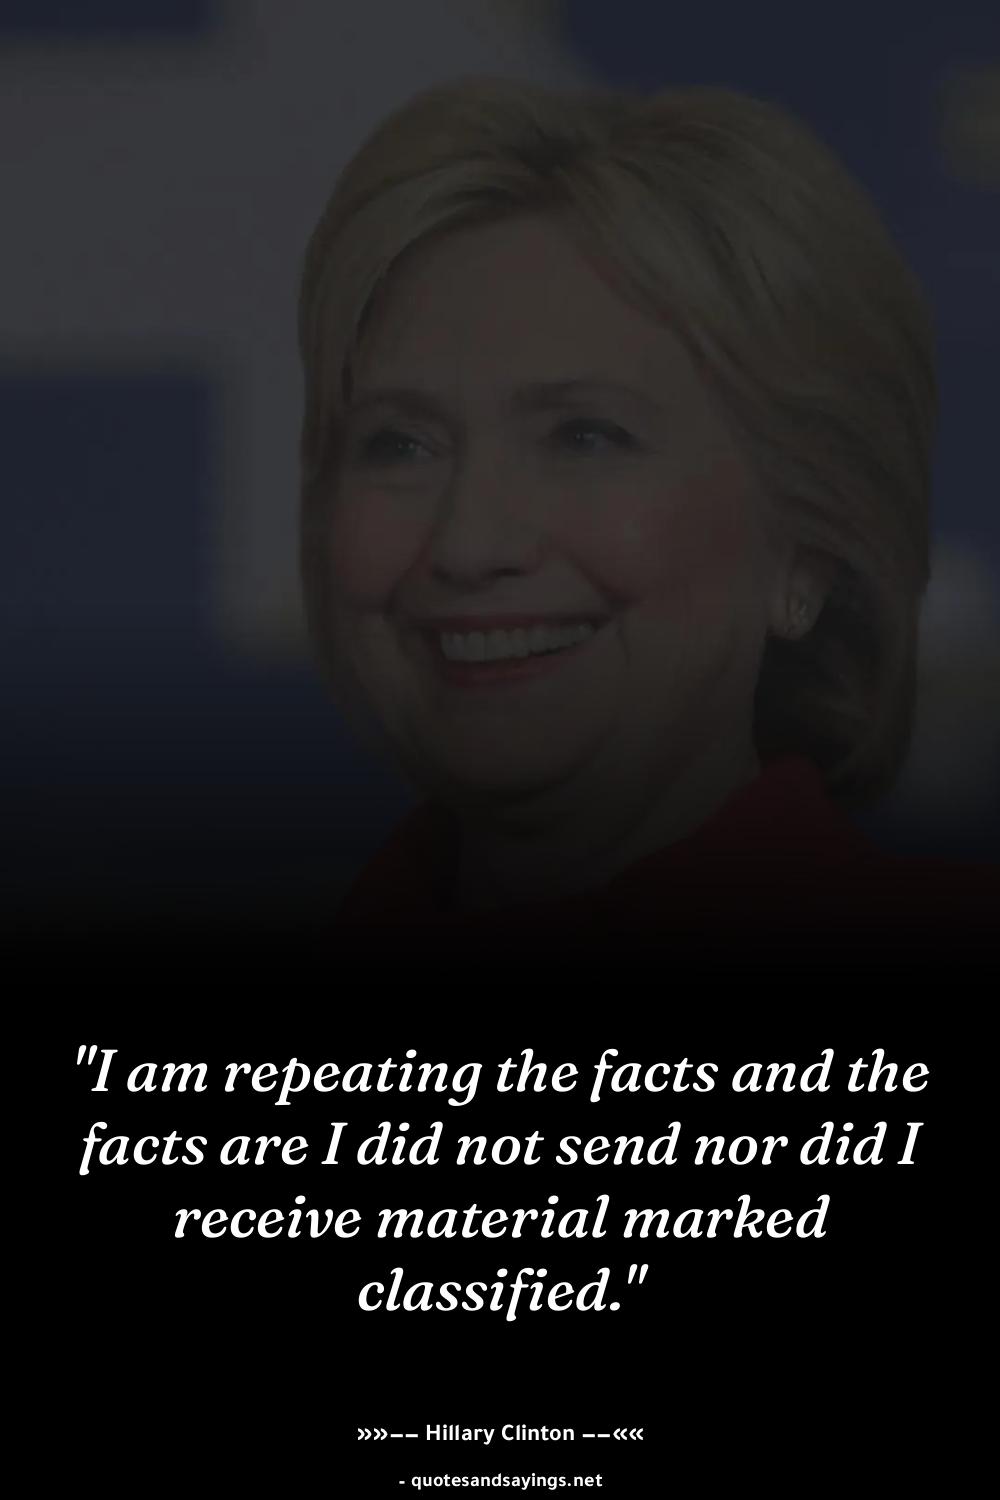 "I am repeating the facts and the
facts are I did not send nor did I
receive material marked
classified."
»»–– Hillary Clinton ––««
- quotesandsayings.net